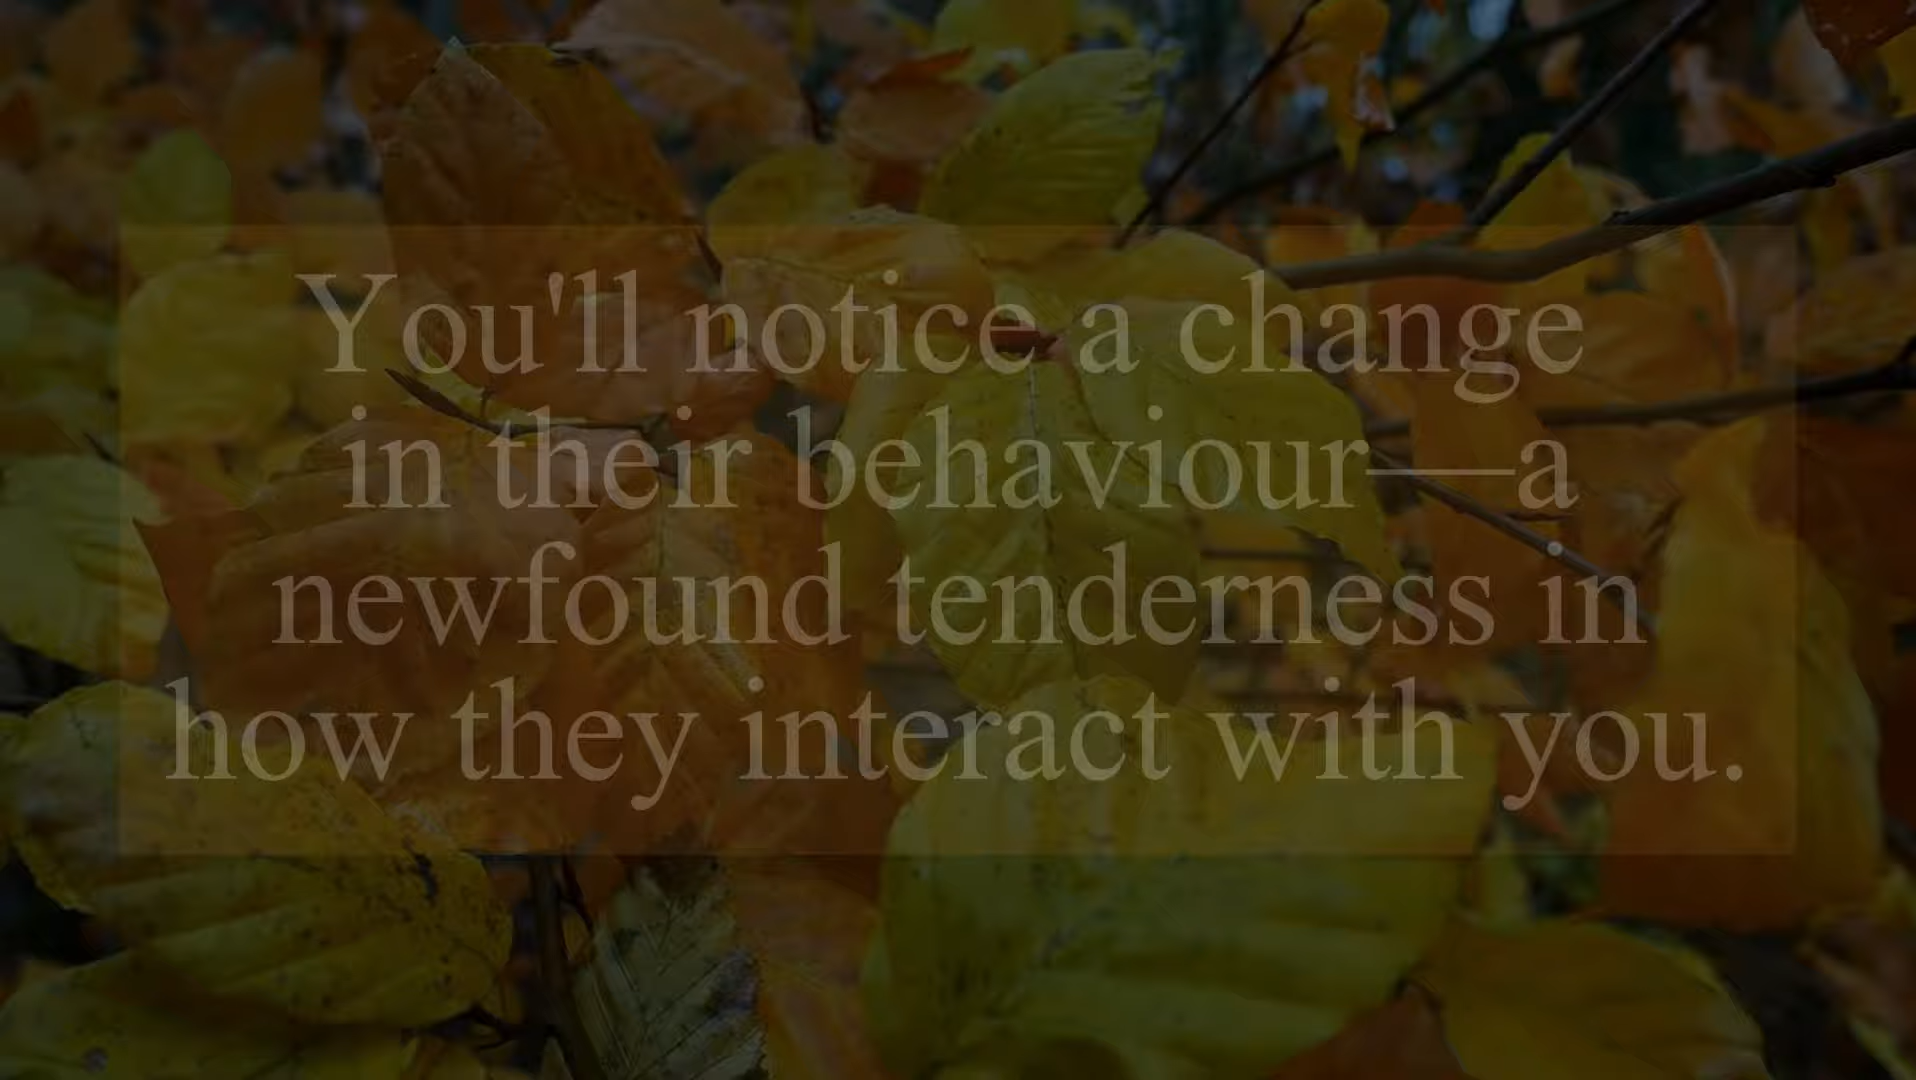 You'll notice a change
in their behaviour—a
newfound tenderness in
how they interact with you.